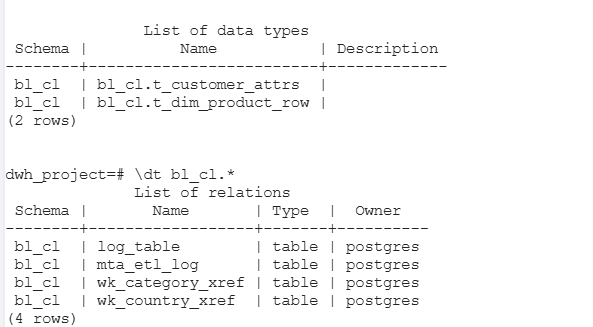 List of data types
 Schema |           Name            | Description
--------+---------------------------+-------------
 bl_cl  | bl_cl.t_customer_attrs    |
 bl_cl  | bl_cl.t_dim_product_row   |
(2 rows)
dwh_project=# \dt bl_cl.*
               List of relations
 Schema |       Name       | Type  |  Owner
--------+------------------+-------+----------
 bl_cl  | log_table        | table | postgres
 bl_cl  | mta_etl_log      | table | postgres
 bl_cl  | wk_category_xref | table | postgres
 bl_cl  | wk_country_xref  | table | postgres
(4 rows)